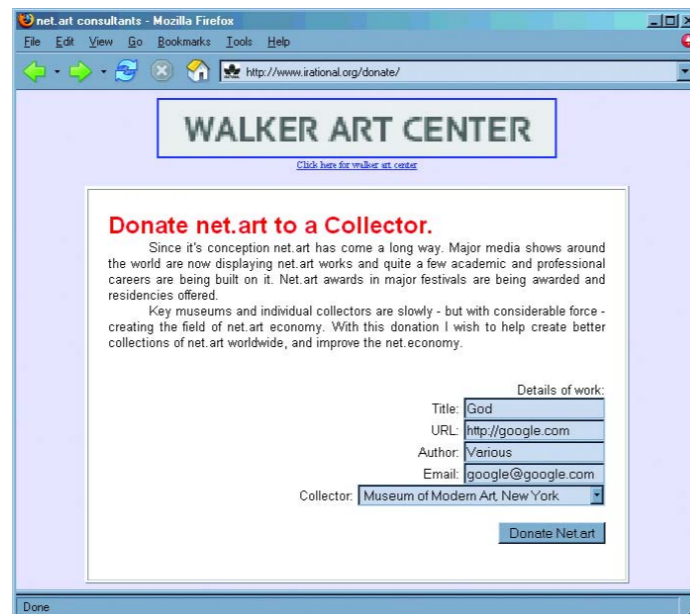 net.art consultants - Mozilla Firefox
File Edit View Go Bookmarks Tools Help
http://www.irational.org/donate/
WALKER ART CENTER
Click here for walker art center
Donate net.art to a Collector.
Since it's conception net.art has come a long way. Major media shows around
the world are now displaying net.art works and quite a few academic and professional
careers are being built on it. Net.art awards in major festivals are being awarded and
residencies offered.
Key museums and individual collectors are slowly - but with considerable force -
creating the field of net.art economy. With this donation I wish to help create better
collections of net.art worldwide, and improve the net.economy.
Details of work:
Title: God
URL: http://google.com
Author: Various
Email: google@google.com
Collector: Museum of Modern Art, New York
Donate Net.art
Done